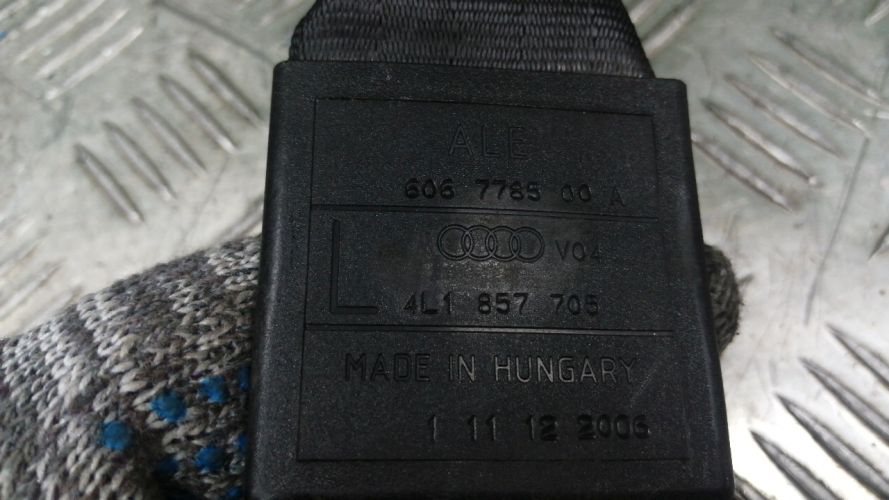 ALE
606 7785 00 A
V04
L
4L1 857 705
MADE IN HUNGARY
1 11 12 2006